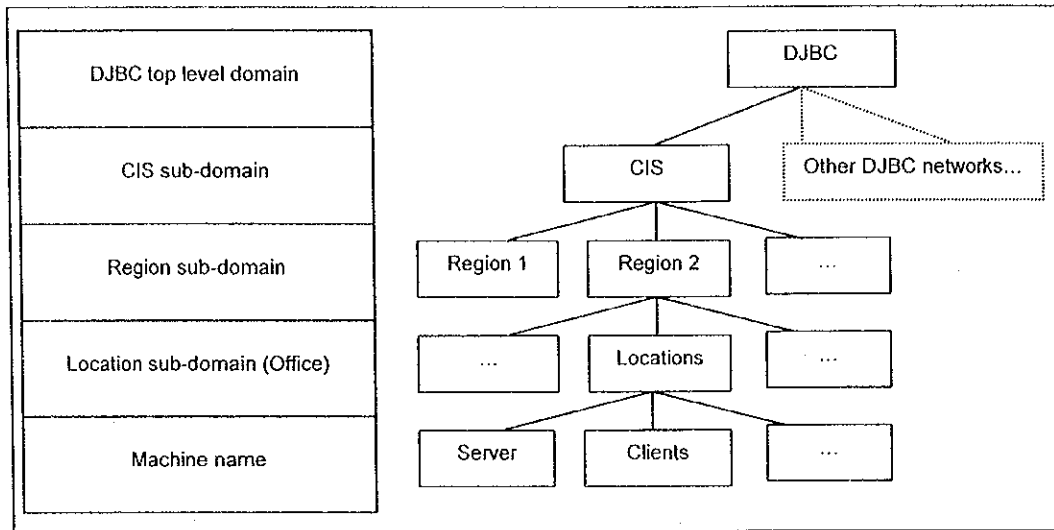 DJBC top level domain
CIS sub-domain
Region sub-domain
Location sub-domain (Office)
Machine name
DJBC
CIS
Other DJBC networks...
Region 1
Region 2
...
...
Locations
...
Server
Clients
...